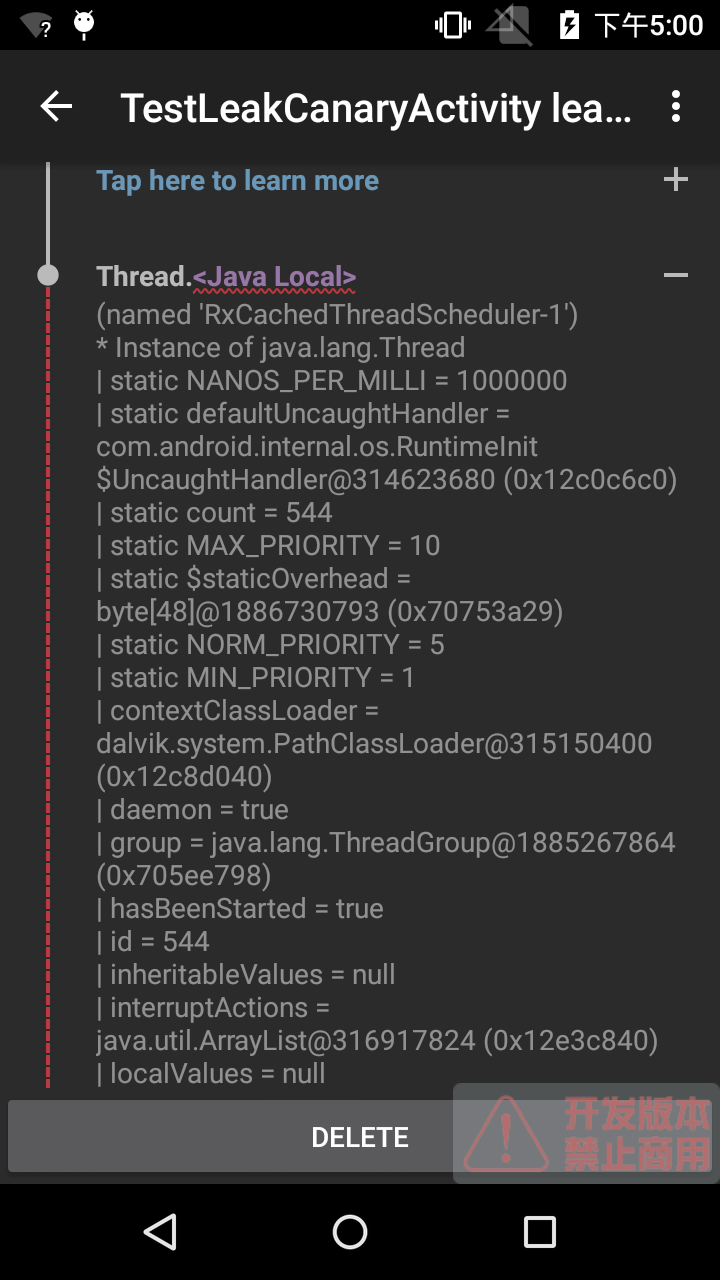 下午5:00
TestLeakCanaryActivity lea...
Tap here to learn more
Thread.<Java Local>
(named 'RxCachedThreadScheduler-1')
* Instance of java.lang.Thread
| static NANOS_PER_MILLI = 1000000
| static defaultUncaughtHandler =
com.android.internal.os.RuntimeInit
$UncaughtHandler@314623680 (0x12c0c6c0)
| static count = 544
| static MAX_PRIORITY = 10
| static $staticOverhead =
byte[48]@1886730793 (0x70753a29)
| static NORM_PRIORITY = 5
| static MIN_PRIORITY = 1
| contextClassLoader =
dalvik.system.PathClassLoader@315150400
(0x12c8d040)
| daemon = true
| group = java.lang.ThreadGroup@1885267864
(0x705ee798)
| hasBeenStarted = true
| id = 544
| inheritableValues = null
| interruptActions =
java.util.ArrayList@316917824 (0x12e3c840)
| localValues = null
DELETE
开发版本
禁止商用